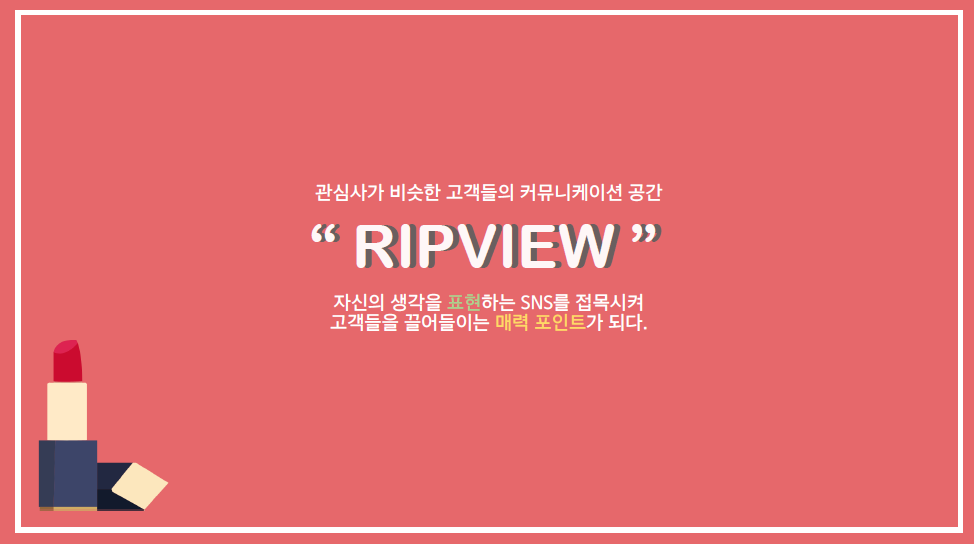 관심사가 비슷한 고객들의 커뮤니케이션 공간
“ RIPVIEW ”
자신의 생각을 표현하는 SNS를 접목시켜
고객들을 끌어들이는 매력 포인트가 되다.